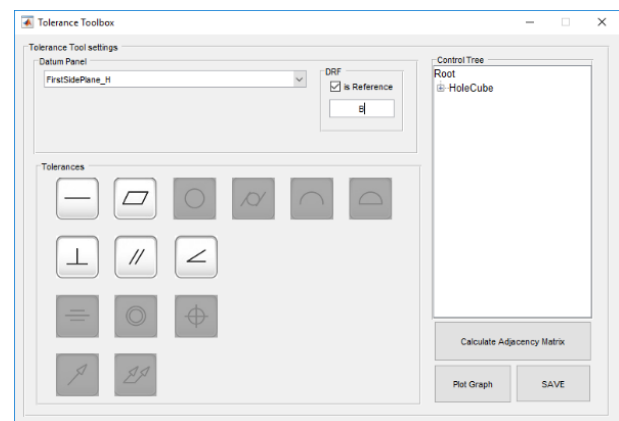 Tolerance Toolbox
Tolerance Tool settings
Datum Panel
FirstSidePlane_H
DRF
is Reference
B
Control Tree
Root
HoleCube
Tolerances
Calculate Adjacency Matrix
Plot Graph
SAVE